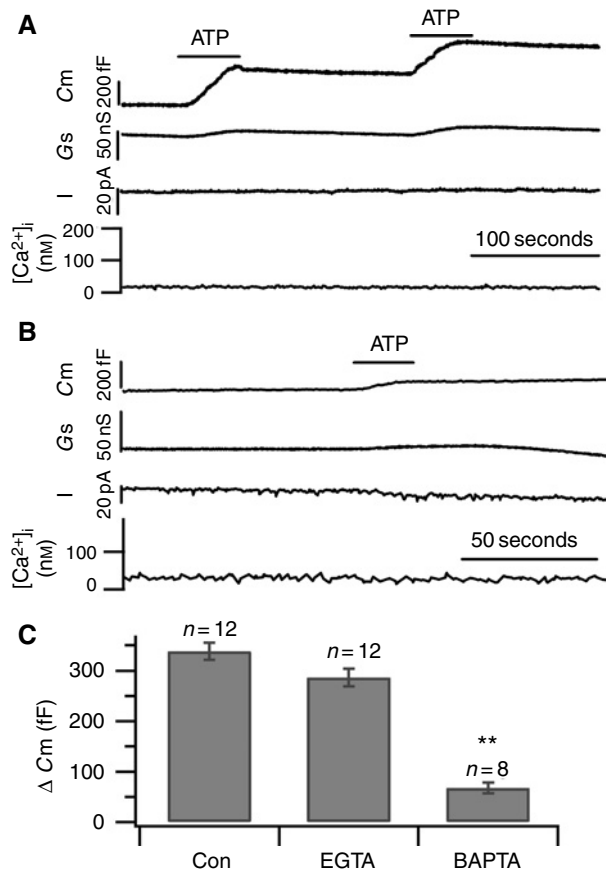 A
ATP
ATP
Cm
200 fF
Gs
50 nS
I
20 pA
[Ca²⁺]ᵢ
(nM)
200
100
0
100 seconds
B
ATP
Cm
200 fF
Gs
50 nS
I
20 pA
[Ca²⁺]ᵢ
(nM)
100
0
50 seconds
C
n = 12
n = 12
**
n = 8
Δ Cm (fF)
300
200
100
0
Con
EGTA
BAPTA